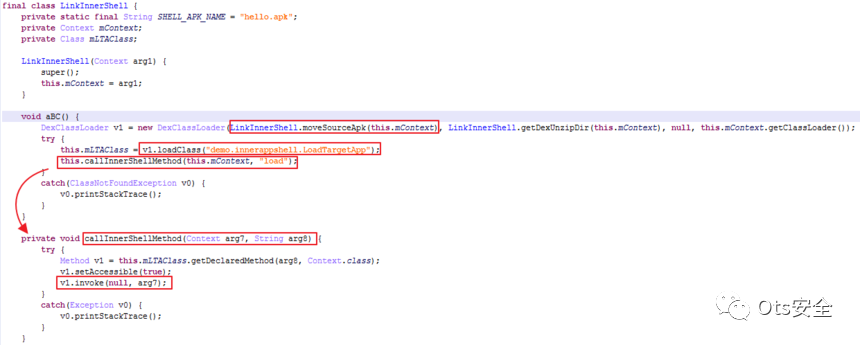 final class LinkInnerShell {
    private static final String SHELL_APK_NAME = "hello.apk";
    private Context mContext;
    private Class mLTAClass;

    LinkInnerShell(Context arg1) {
        super();
        this.mContext = arg1;
    }

    void aBC() {
        DexClassLoader v1 = new DexClassLoader(LinkInnerShell.moveSourceApk(this.mContext), LinkInnerShell.getDexUnzipDir(this.mContext), null, this.mContext.getClassLoader());
        try {
            this.mLTAClass = v1.loadClass("demo.innerappshell.LoadTargetApp");
            this.callInnerShellMethod(this.mContext, "load");
        }
        catch(ClassNotFoundException v0) {
            v0.printStackTrace();
        }
    }

    private void callInnerShellMethod(Context arg7, String arg8) {
        try {
            Method v1 = this.mLTAClass.getDeclaredMethod(arg8, Context.class);
            v1.setAccessible(true);
            v1.invoke(null, arg7);
        }
        catch(Exception v0) {
            v0.printStackTrace();
        }
    }
Ots安全